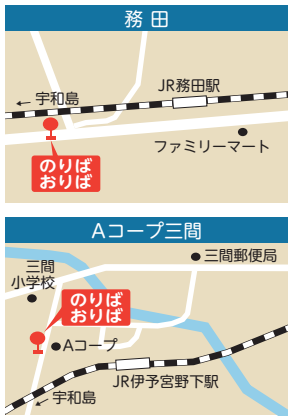 務田
JR務田駅
← 宇和島
ファミリーマート
のりば
おりば
Aコープ三間
三間郵便局
三間
小学校
のりば
おりば
Aコープ
JR伊予宮野下駅
宇和島